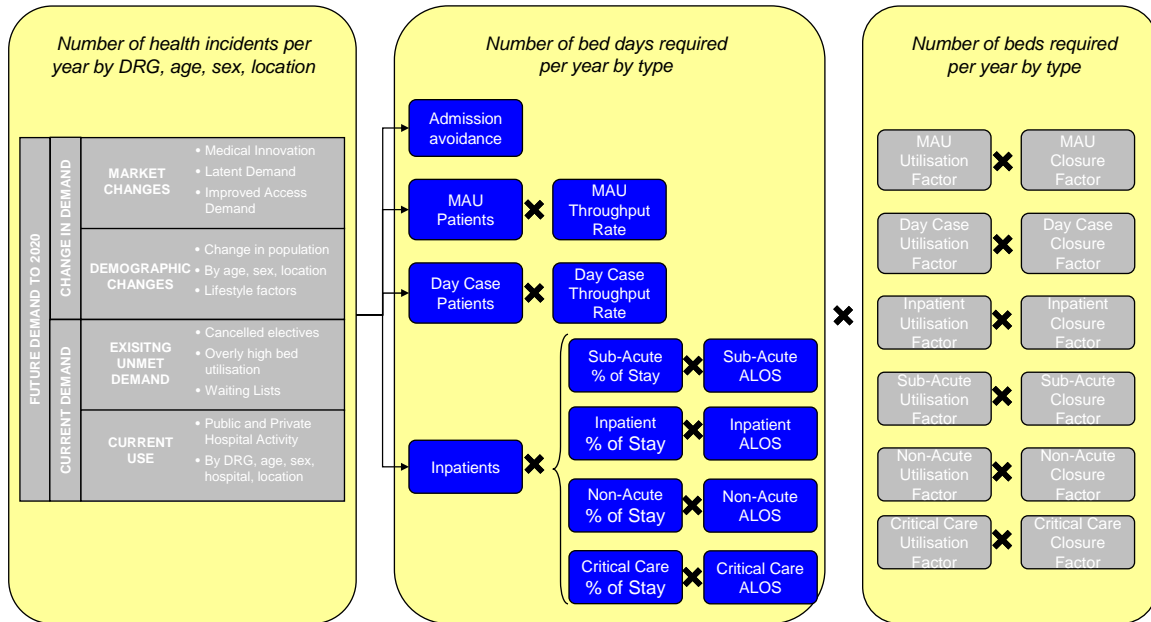 Number of health incidents per
year by DRG, age, sex, location
FUTURE DEMAND TO 2020
CHANGE IN DEMAND
MARKET
CHANGES
• Medical Innovation
• Latent Demand
• Improved Access
Demand
DEMOGRAPHIC
CHANGES
• Change in population
• By age, sex, location
• Lifestyle factors
CURRENT DEMAND
EXISITNG
UNMET
DEMAND
• Cancelled electives
• Overly high bed
utilisation
• Waiting Lists
CURRENT
USE
• Public and Private
Hospital Activity
• By DRG, age, sex,
hospital, location
Number of bed days required
per year by type
Admission
avoidance
MAU
Patients
MAU
Throughput
Rate
Day Case
Patients
Day Case
Throughput
Rate
Inpatients
Sub-Acute
% of Stay
Sub-Acute
ALOS
Inpatient
% of Stay
Inpatient
ALOS
Non-Acute
% of Stay
Non-Acute
ALOS
Critical Care
% of Stay
Critical Care
ALOS
Number of beds required
per year by type
MAU
Utilisation
Factor
MAU
Closure
Factor
Day Case
Utilisation
Factor
Day Case
Closure
Factor
Inpatient
Utilisation
Factor
Inpatient
Closure
Factor
Sub-Acute
Utilisation
Factor
Sub-Acute
Closure
Factor
Non-Acute
Utilisation
Factor
Non-Acute
Closure
Factor
Critical Care
Utilisation
Factor
Critical Care
Closure
Factor